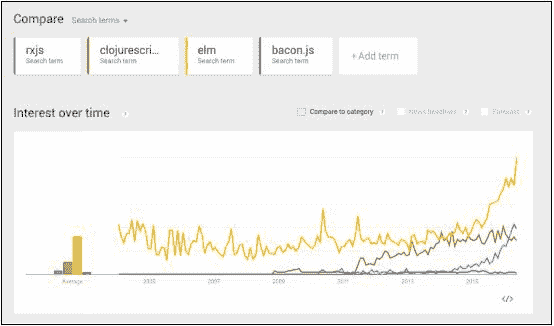 Compare Search terms
rxjs clojurescri... elm bacon.js + Add term
Search term Search term Search term Search term
Interest over time ? Compare to category ? ?
Average 2005 2007 2009 2011 2013 2015
</>